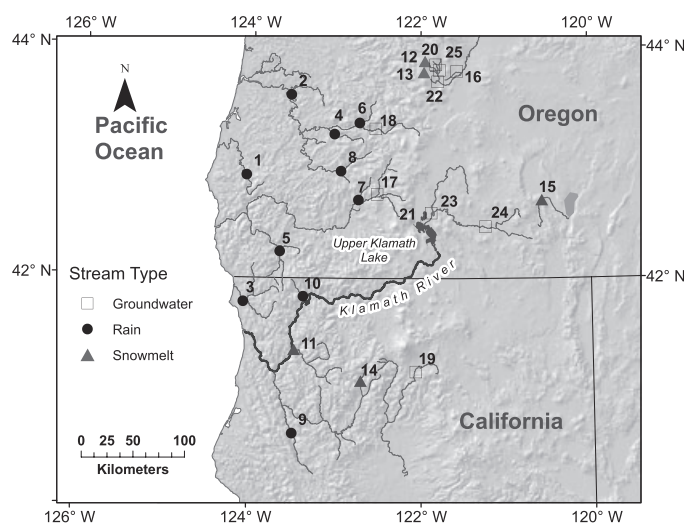 126° W 124° W 122° W 120° W
44° N
44° N
N
Pacific
Ocean
Oregon
20 25
12
13 16
22
2
6
4 18
8
1
17
7
15
23
24
21
5
Upper Klamath
Lake
42° N
42° N
Klamath River
Stream Type
Groundwater
Rain
Snowmelt
3
10
11
14
19
9
California
0 25 50 100
Kilometers
126° W 124° W 122° W 120° W